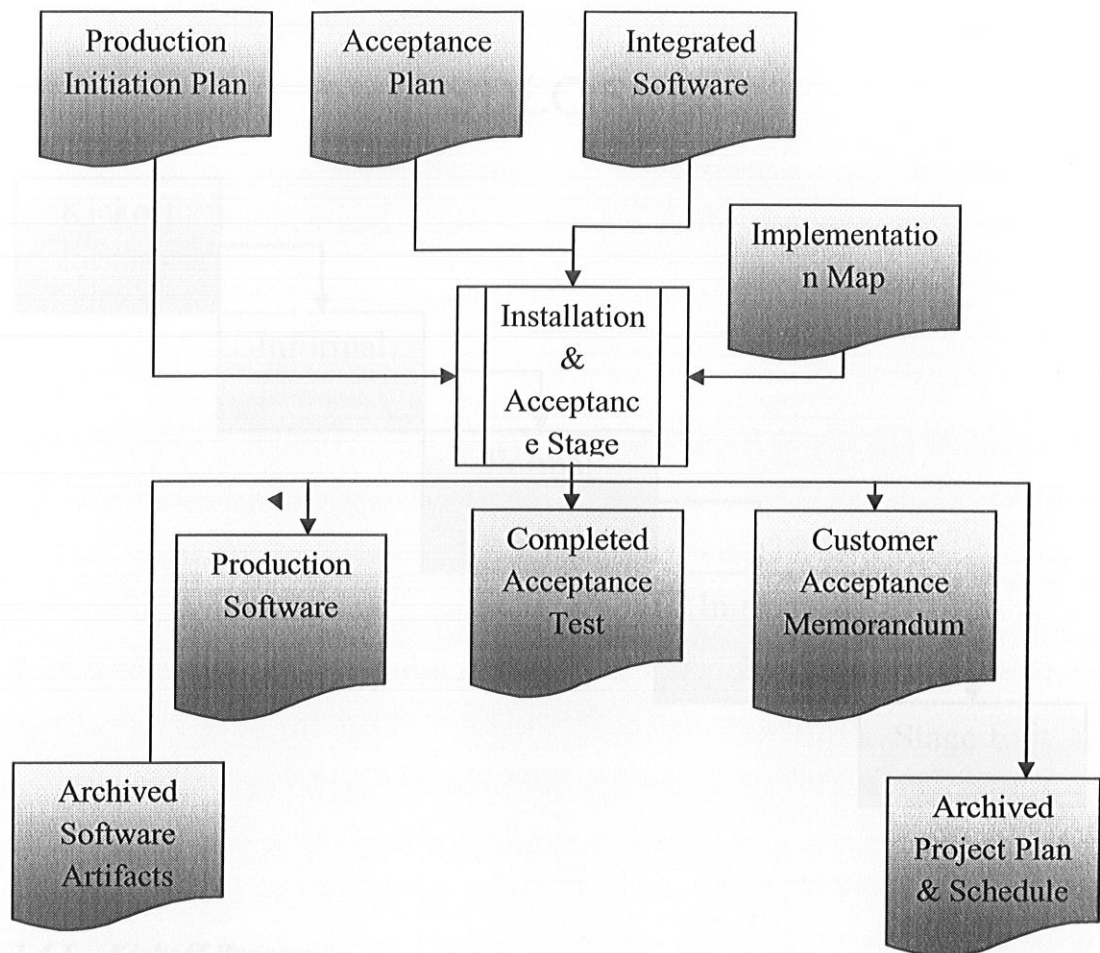 Production
Initiation Plan
Acceptance
Plan
Integrated
Software
Implementatio
n Map
Installation
&
Acceptanc
e Stage
Production
Software
Completed
Acceptance
Test
Customer
Acceptance
Memorandum
Archived
Software
Artifacts
Archived
Project Plan
& Schedule